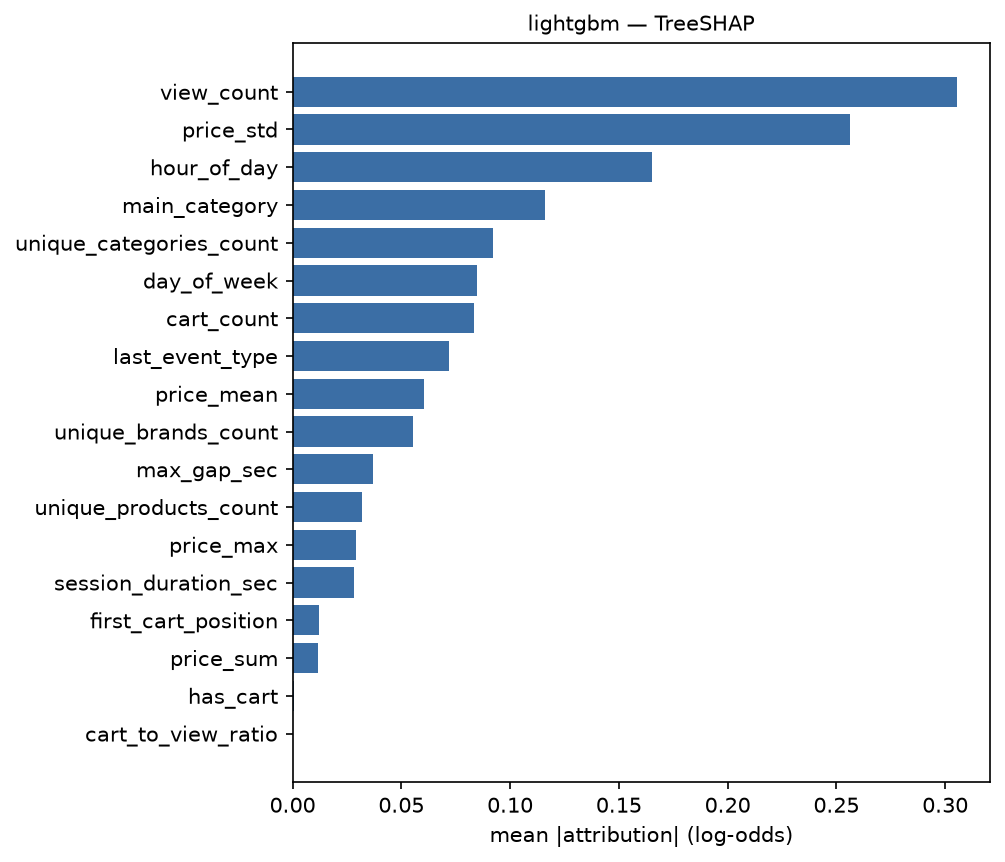 lightgbm — TreeSHAP
view_count
price_std
hour_of_day
main_category
unique_categories_count
day_of_week
cart_count
last_event_type
price_mean
unique_brands_count
max_gap_sec
unique_products_count
price_max
session_duration_sec
first_cart_position
price_sum
has_cart
cart_to_view_ratio
0.00 0.05 0.10 0.15 0.20 0.25 0.30
mean |attribution| (log-odds)